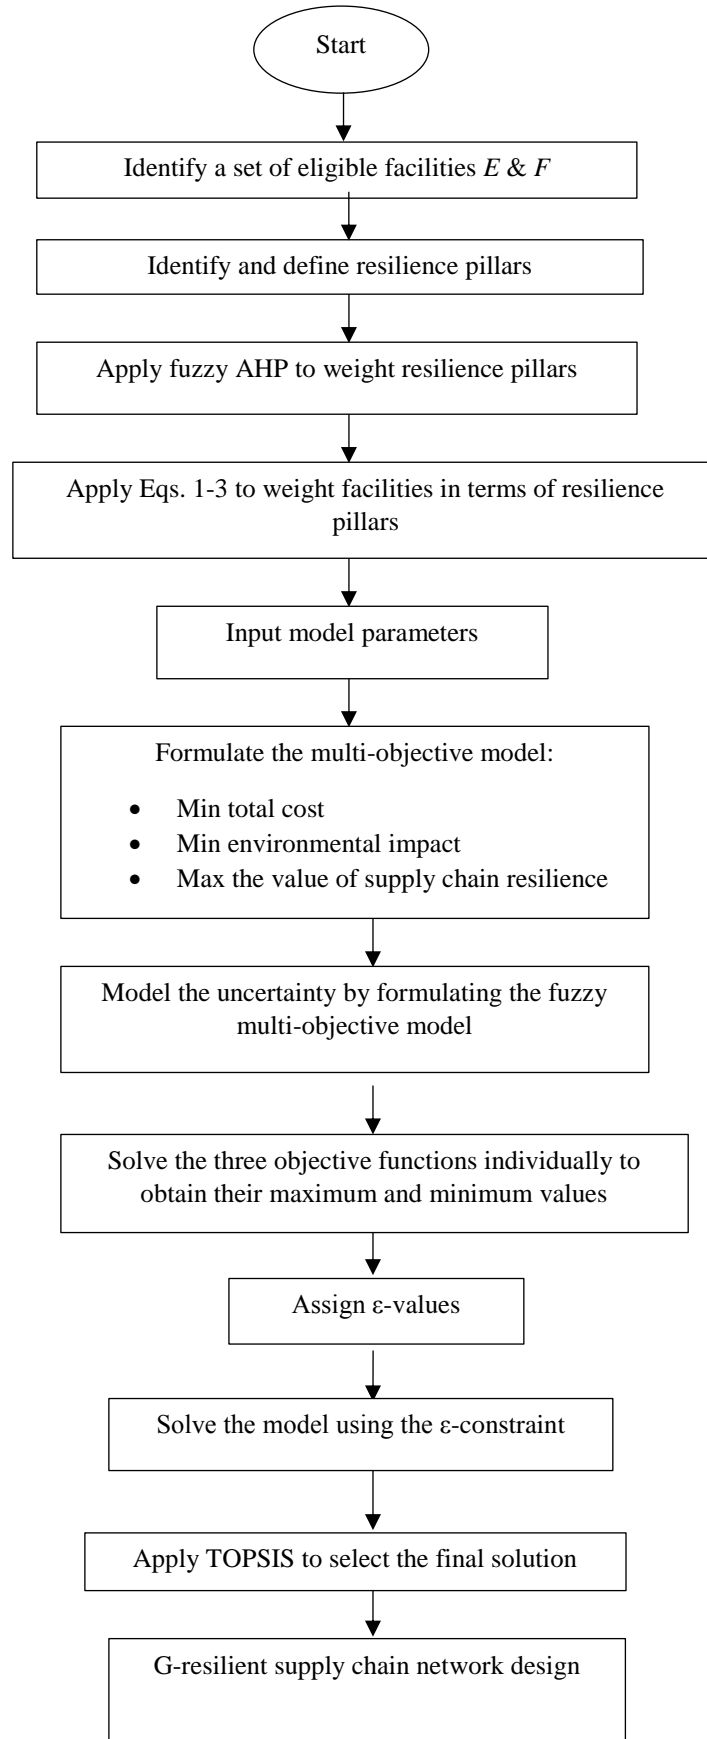 Start
Identify a set of eligible facilities E & F
Identify and define resilience pillars
Apply fuzzy AHP to weight resilience pillars
Apply Eqs. 1-3 to weight facilities in terms of resilience
pillars
Input model parameters
Formulate the multi-objective model:
• Min total cost
• Min environmental impact
• Max the value of supply chain resilience
Model the uncertainty by formulating the fuzzy
multi-objective model
Solve the three objective functions individually to
obtain their maximum and minimum values
Assign ε-values
Solve the model using the ε-constraint
Apply TOPSIS to select the final solution
G-resilient supply chain network design